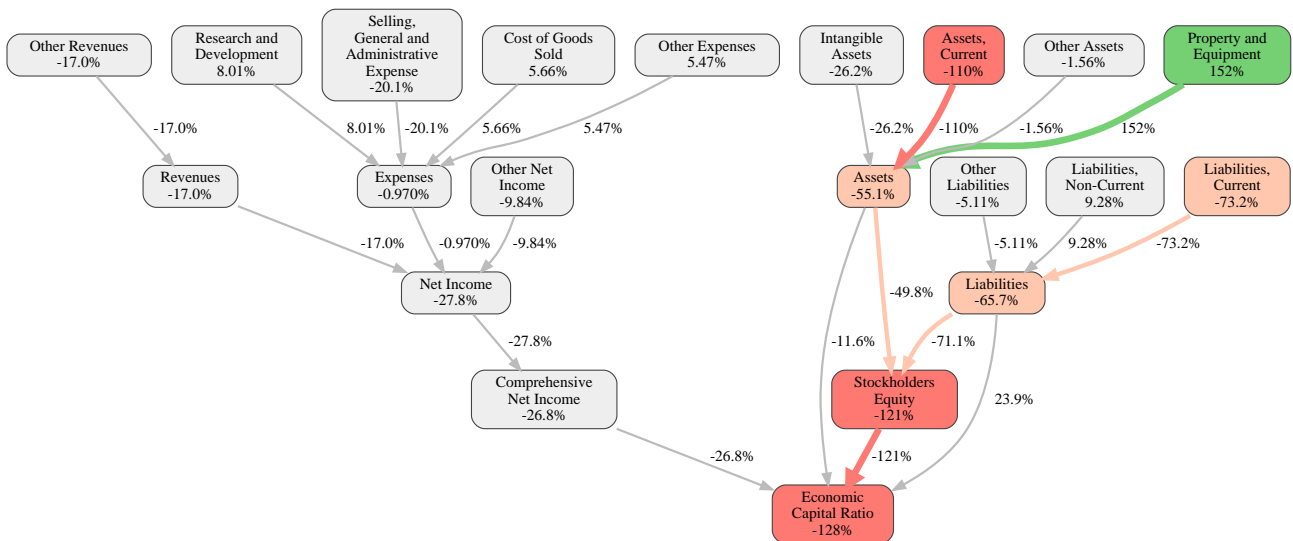 Other Revenues
-17.0%
Research and
Development
8.01%
Selling,
General and
Administrative
Expense
-20.1%
Cost of Goods
Sold
5.66%
Other Expenses
5.47%
Intangible
Assets
-26.2%
Assets,
Current
-110%
Other Assets
-1.56%
Property and
Equipment
152%
-17.0%
8.01%
-20.1%
5.66%
5.47%
-26.2%
-110%
-1.56%
152%
Revenues
-17.0%
Expenses
-0.970%
Other Net
Income
-9.84%
Assets
-55.1%
Other
Liabilities
-5.11%
Liabilities,
Non-Current
9.28%
Liabilities,
Current
-73.2%
-17.0%
-0.970%
-9.84%
-5.11%
9.28%
-73.2%
Net Income
-27.8%
-49.8%
Liabilities
-65.7%
-27.8%
-11.6%
-71.1%
Comprehensive
Net Income
-26.8%
Stockholders
Equity
-121%
23.9%
-26.8%
-121%
Economic
Capital Ratio
-128%